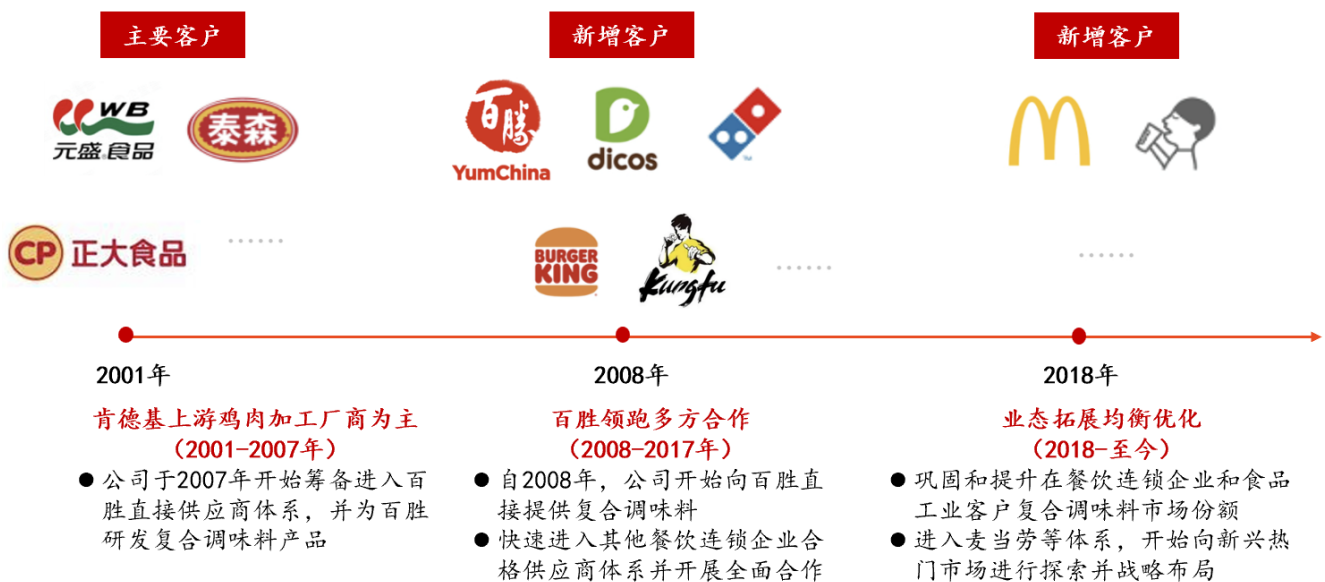 主要客户
新增客户
新增客户
WB
元盛®食品
泰森
百胜
YumChina
dicos
TM
CP 正大食品
......
BURGER
KING
Kungfu
......
......
2001年
2008年
2018年
肯德基上游鸡肉加工厂商为主
(2001-2007年)
● 公司于2007年开始筹备进入百
胜直接供应商体系，并为百胜
研发复合调味料产品
百胜领跑多方合作
(2008-2017年)
● 自2008年，公司开始向百胜直
接提供复合调味料
● 快速进入其他餐饮连锁企业合
格供应商体系并开展全面合作
业态拓展均衡优化
(2018-至今)
● 巩固和提升在餐饮连锁企业和食品
工业客户复合调味料市场份额
● 进入麦当劳等体系，开始向新兴热
门市场进行探索并战略布局